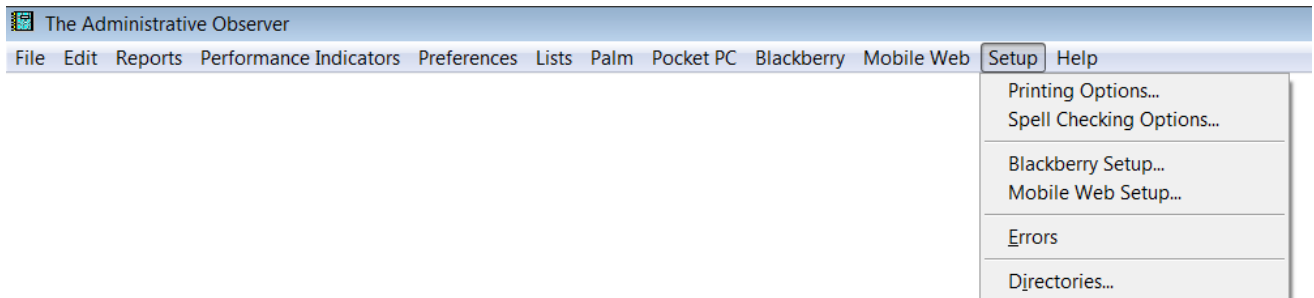 The Administrative Observer
File Edit Reports Performance Indicators Preferences Lists Palm Pocket PC Blackberry Mobile Web Setup Help
Printing Options...
Spell Checking Options...
Blackberry Setup...
Mobile Web Setup...
Errors
Directories...